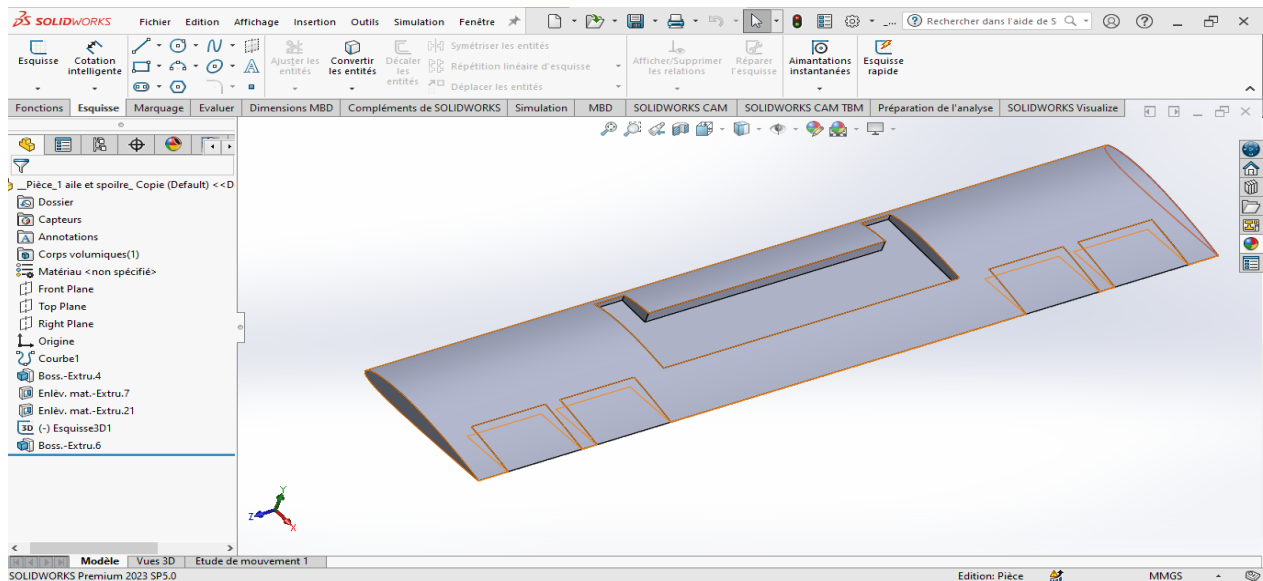 SOLIDWORKS Fichier Edition Affichage Insertion Outils Simulation Fenêtre ... Rechercher dans l'aide de S
Esquisse Cotation intelligente Ajuster les entités Convertir les entités Décaler les entités Symétriser les entités Afficher/Supprimer les relations Réparer l'esquisse Aimantations instantanées Esquisse rapide
Répétition linéaire d'esquisse
Déplacer les entités
Fonctions Esquisse Marquage Evaluer Dimensions MBD Compléments de SOLIDWORKS Simulation MBD SOLIDWORKS CAM SOLIDWORKS CAM TBM Préparation de l'analyse SOLIDWORKS Visualize
__Pièce_1 aile et spoilre_ Copie (Default) <<D
Dossier
Capteurs
Annotations
Corps volumiques(1)
Matériau <non spécifié>
Front Plane
Top Plane
Right Plane
Origine
Courbe1
Boss.-Extru.4
Enlèv. mat.-Extru.7
Enlèv. mat.-Extru.21
3D (-) Esquisse3D1
Boss.-Extru.6
Y
Z
X
Modèle Vues 3D Etude de mouvement 1
SOLIDWORKS Premium 2023 SP5.0 Edition: Pièce MMGS